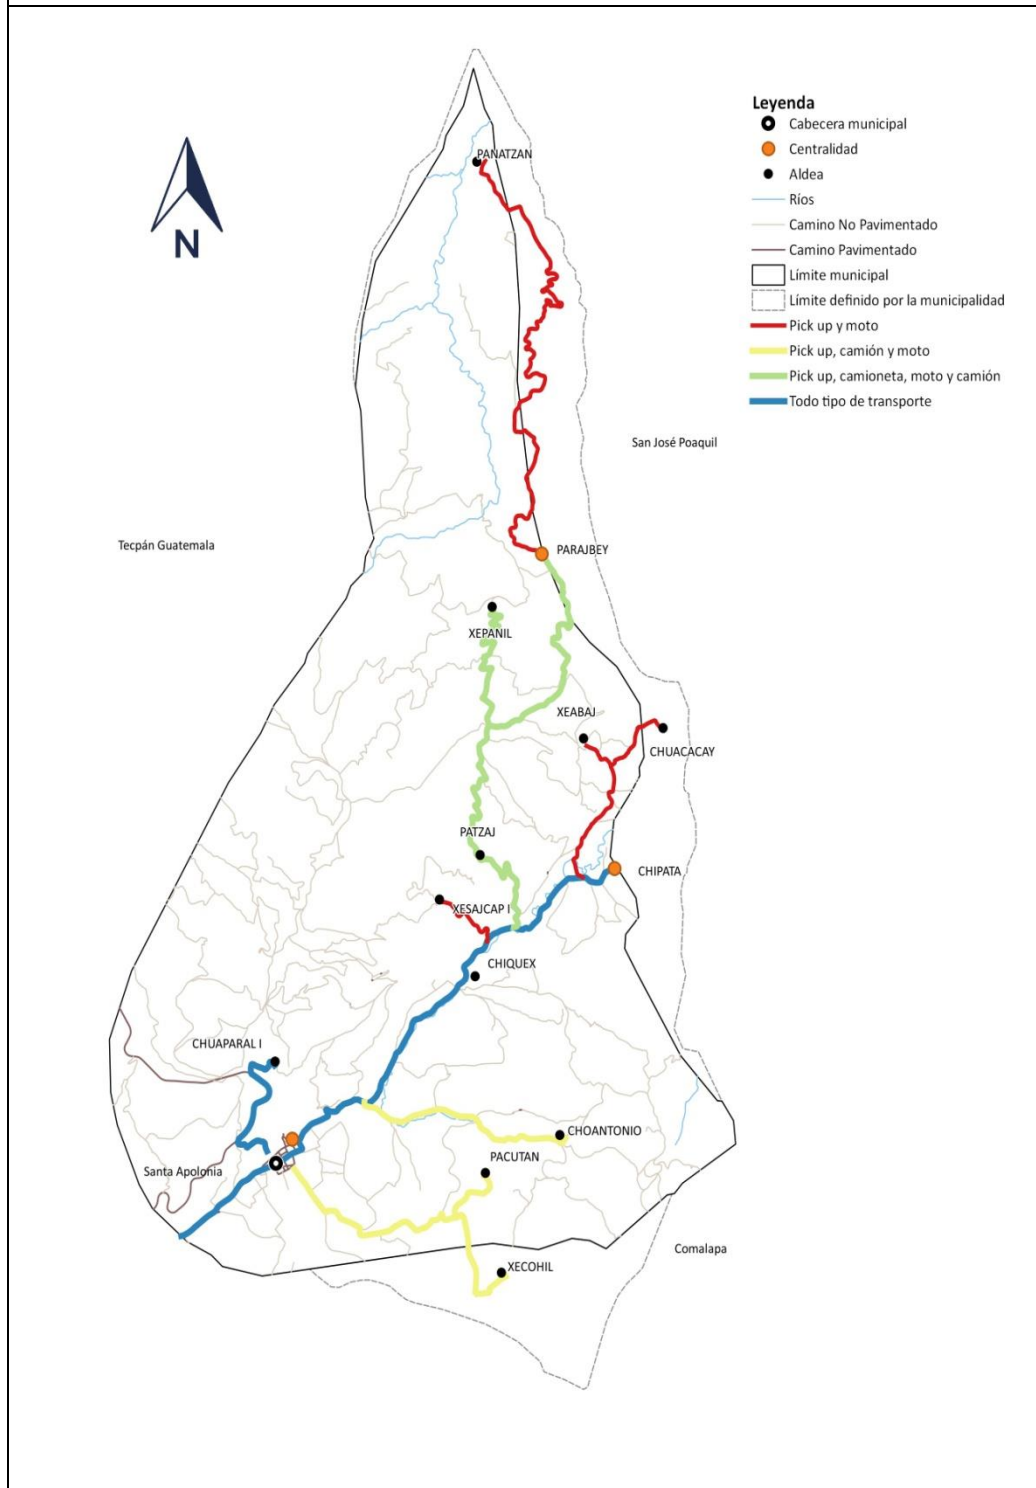 Leyenda
Cabecera municipal
Centralidad
Aldea
Ríos
Camino No Pavimentado
Camino Pavimentado
Límite municipal
Límite definido por la municipalidad
Pick up y moto
Pick up, camión y moto
Pick up, camioneta, moto y camión
Todo tipo de transporte
N
PANATZAN
San José Poaquil
Tecpán Guatemala
PARAJBEY
XEPANIL
XEABAJ
CHUACACAY
PATZAJ
CHIPATA
XESAJCAP I
CHIQUEX
CHUAPARAL I
CHOANTONIO
PACUTAN
Santa Apolonia
Comalapa
XECOHIL